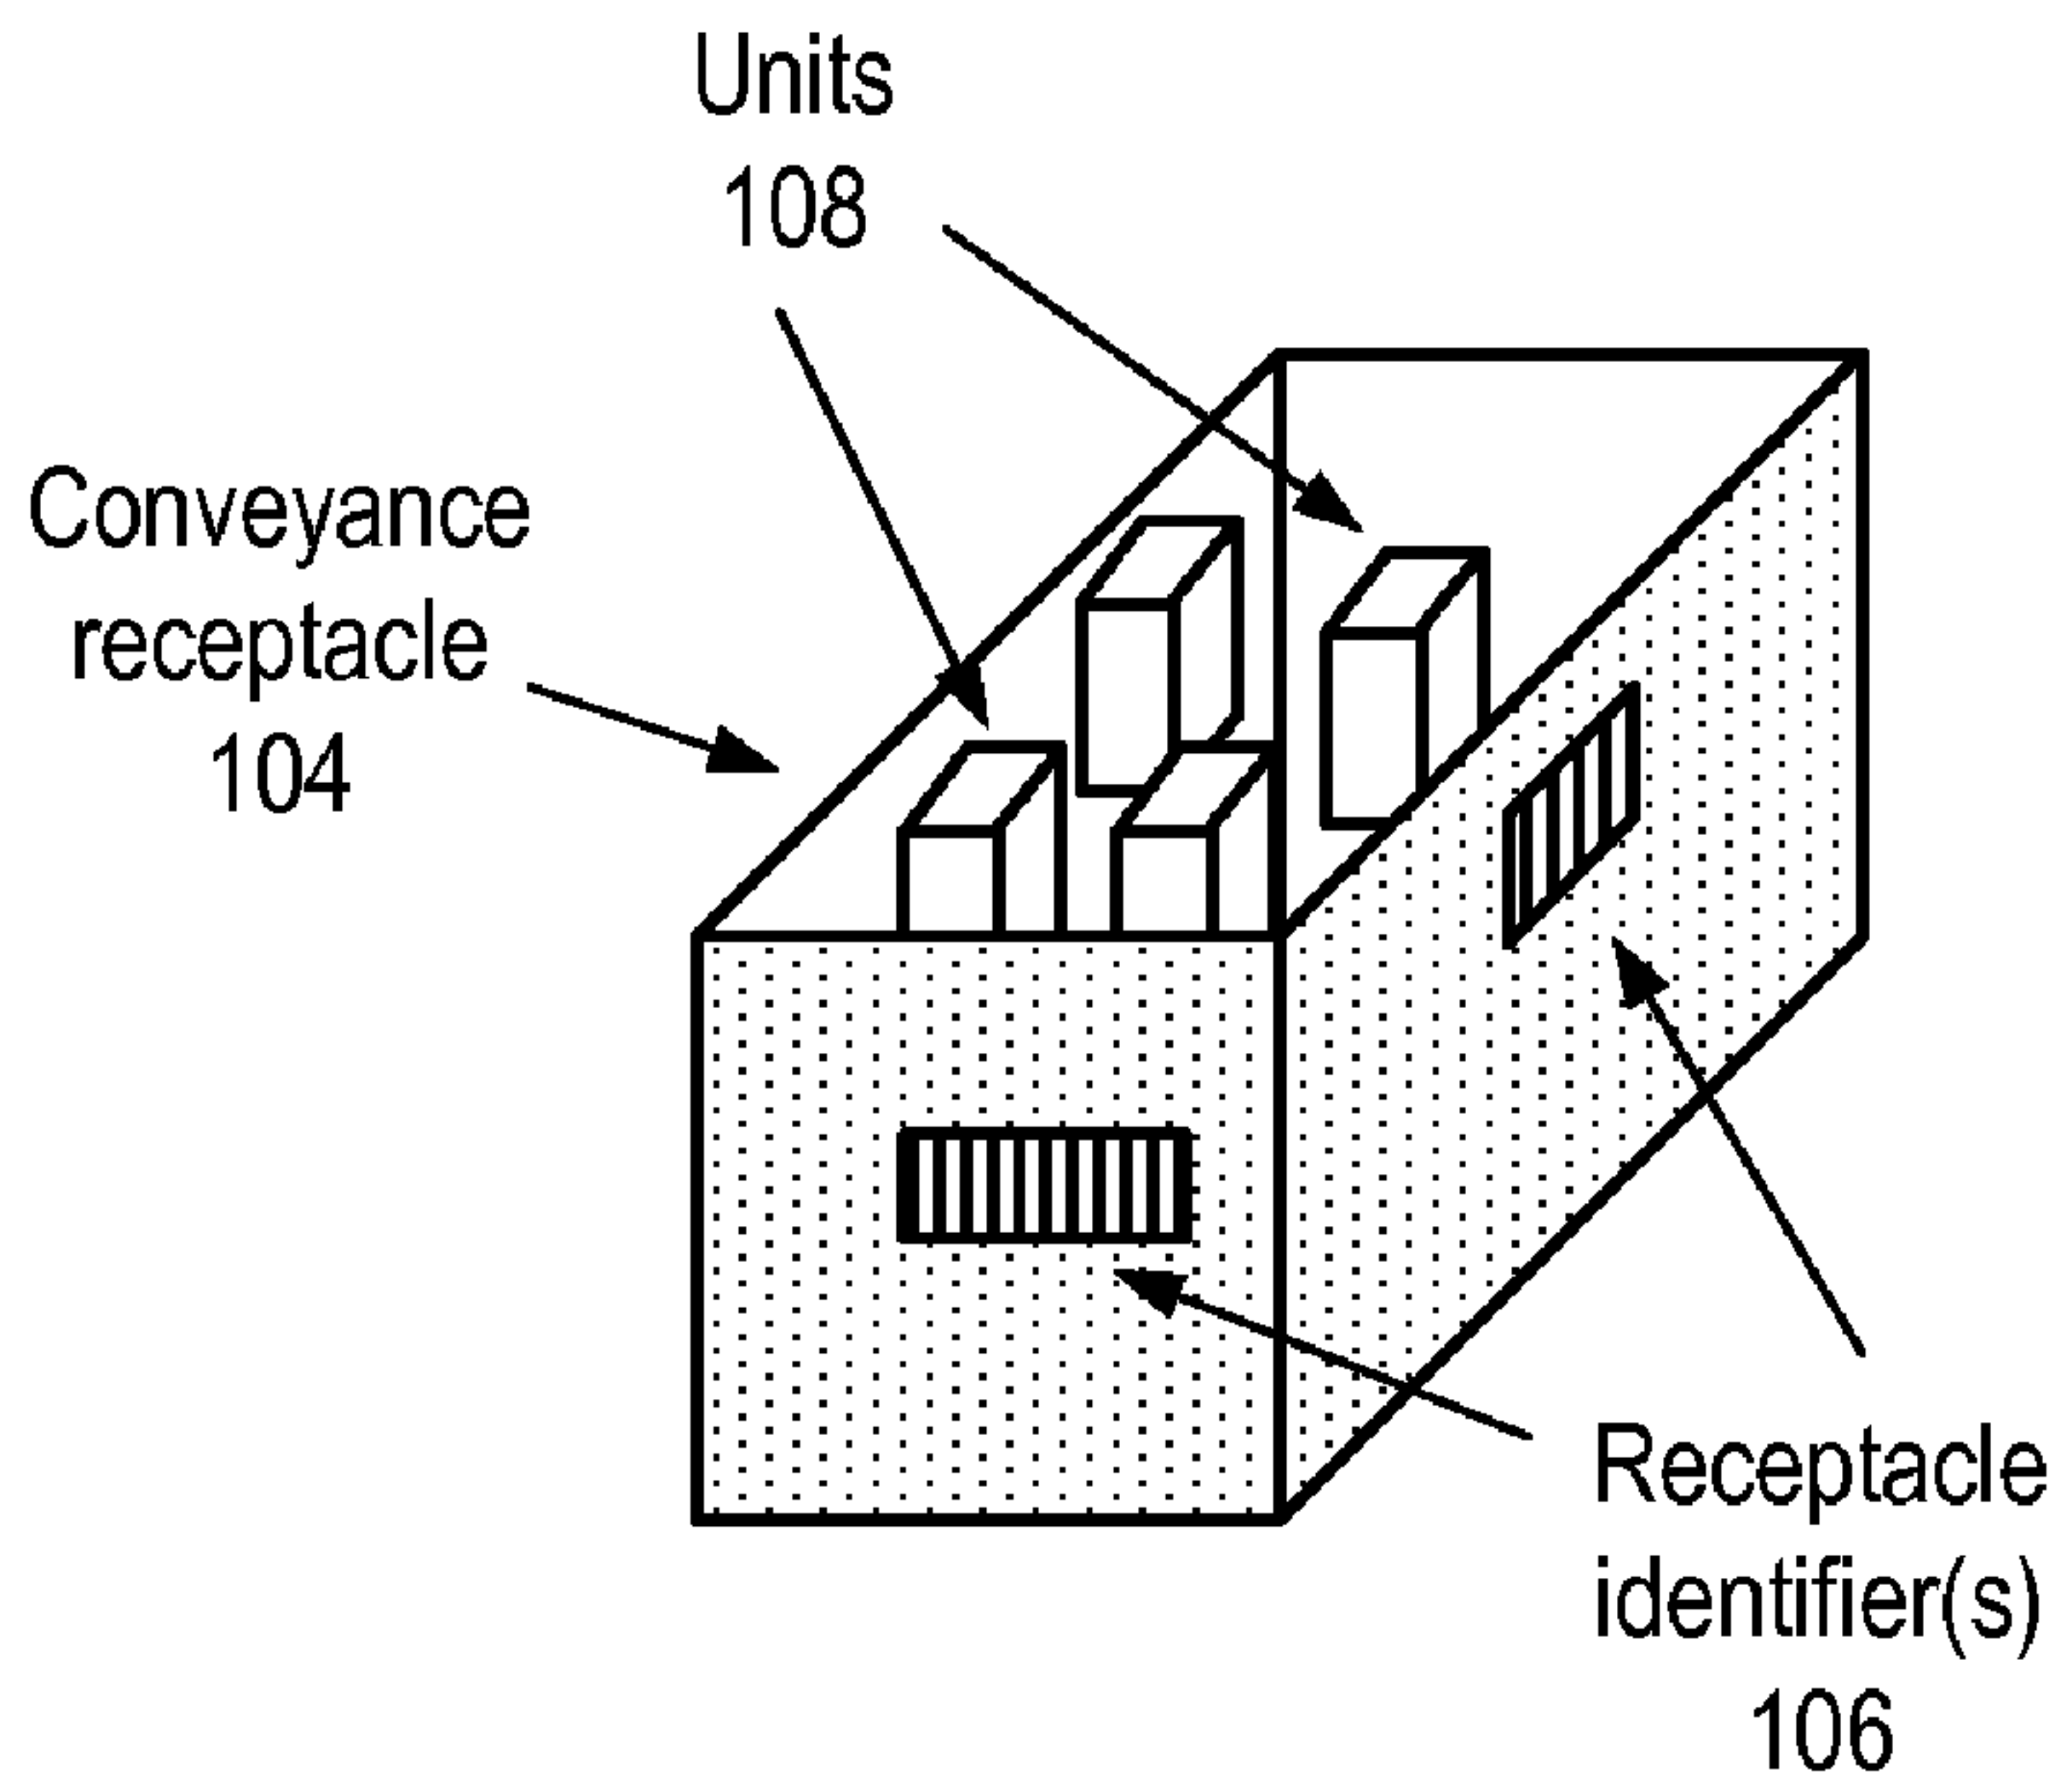 Units
108
Conveyance
receptacle
104
Receptacle
identifier(s)
106